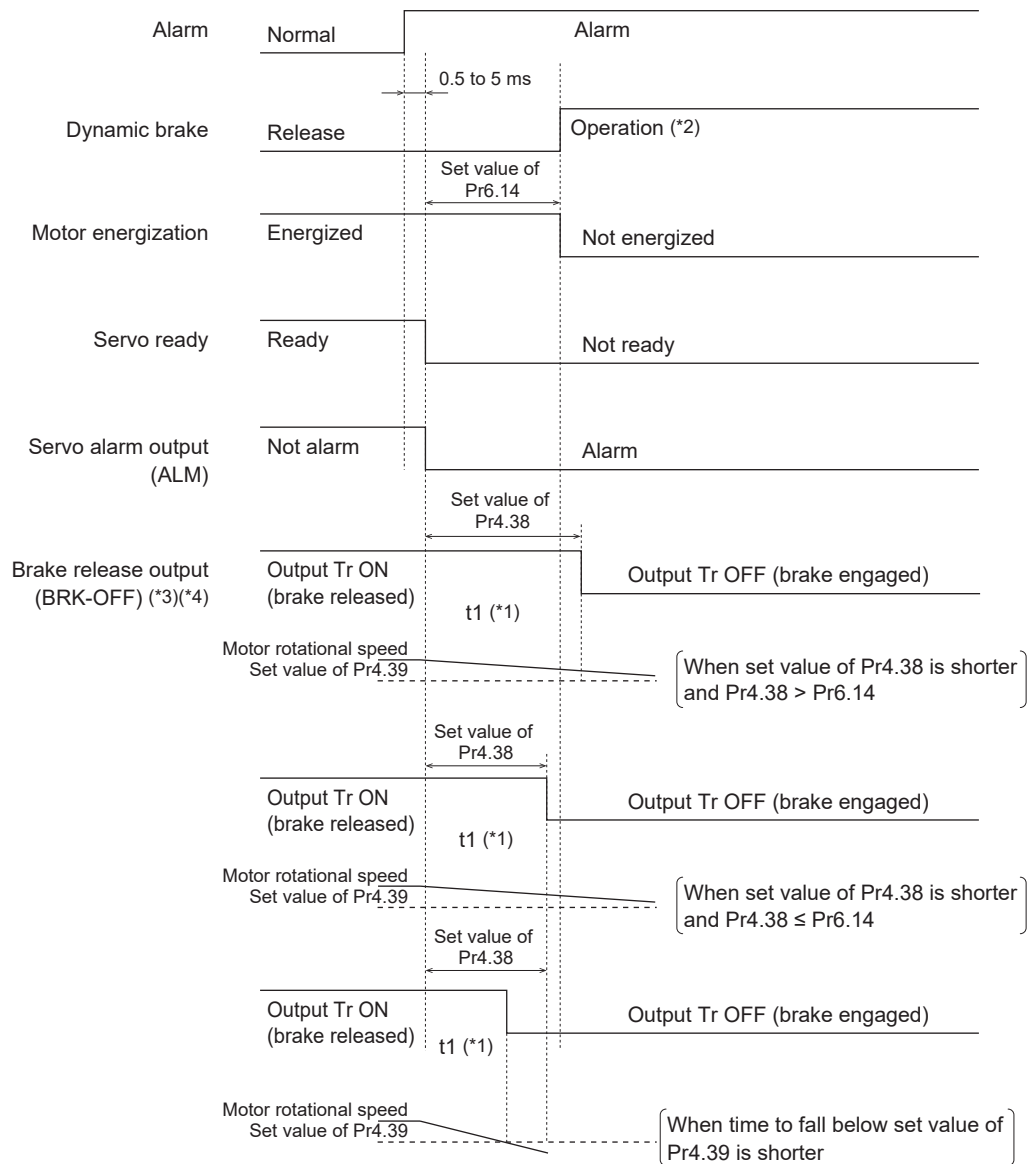 Alarm
Normal
Alarm
0.5 to 5 ms
Dynamic brake
Release
Operation (*2)
Set value of
Pr6.14
Motor energization
Energized
Not energized
Servo ready
Ready
Not ready
Servo alarm output
(ALM)
Not alarm
Alarm
Set value of
Pr4.38
Brake release output
(BRK-OFF) (*3)(*4)
Output Tr ON
(brake released)
Output Tr OFF (brake engaged)
t1 (*1)
Motor rotational speed
Set value of Pr4.39
When set value of Pr4.38 is shorter
and Pr4.38 > Pr6.14
Set value of
Pr4.38
Output Tr ON
(brake released)
Output Tr OFF (brake engaged)
t1 (*1)
Motor rotational speed
Set value of Pr4.39
When set value of Pr4.38 is shorter
and Pr4.38 ≤ Pr6.14
Set value of
Pr4.38
Output Tr ON
(brake released)
Output Tr OFF (brake engaged)
t1 (*1)
Motor rotational speed
Set value of Pr4.39
When time to fall below set value of
Pr4.39 is shorter